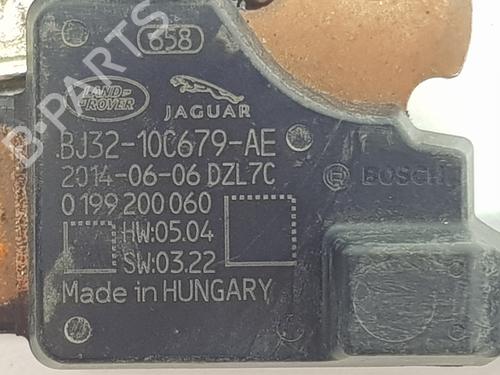 658
B-PARTS
LAND ROVER
JAGUAR
BJ32-10C679-AE
2014-06-06 DZL7C
BOSCH
0 199 200 060
HW:05.04
SW:03.22
Made in HUNGARY